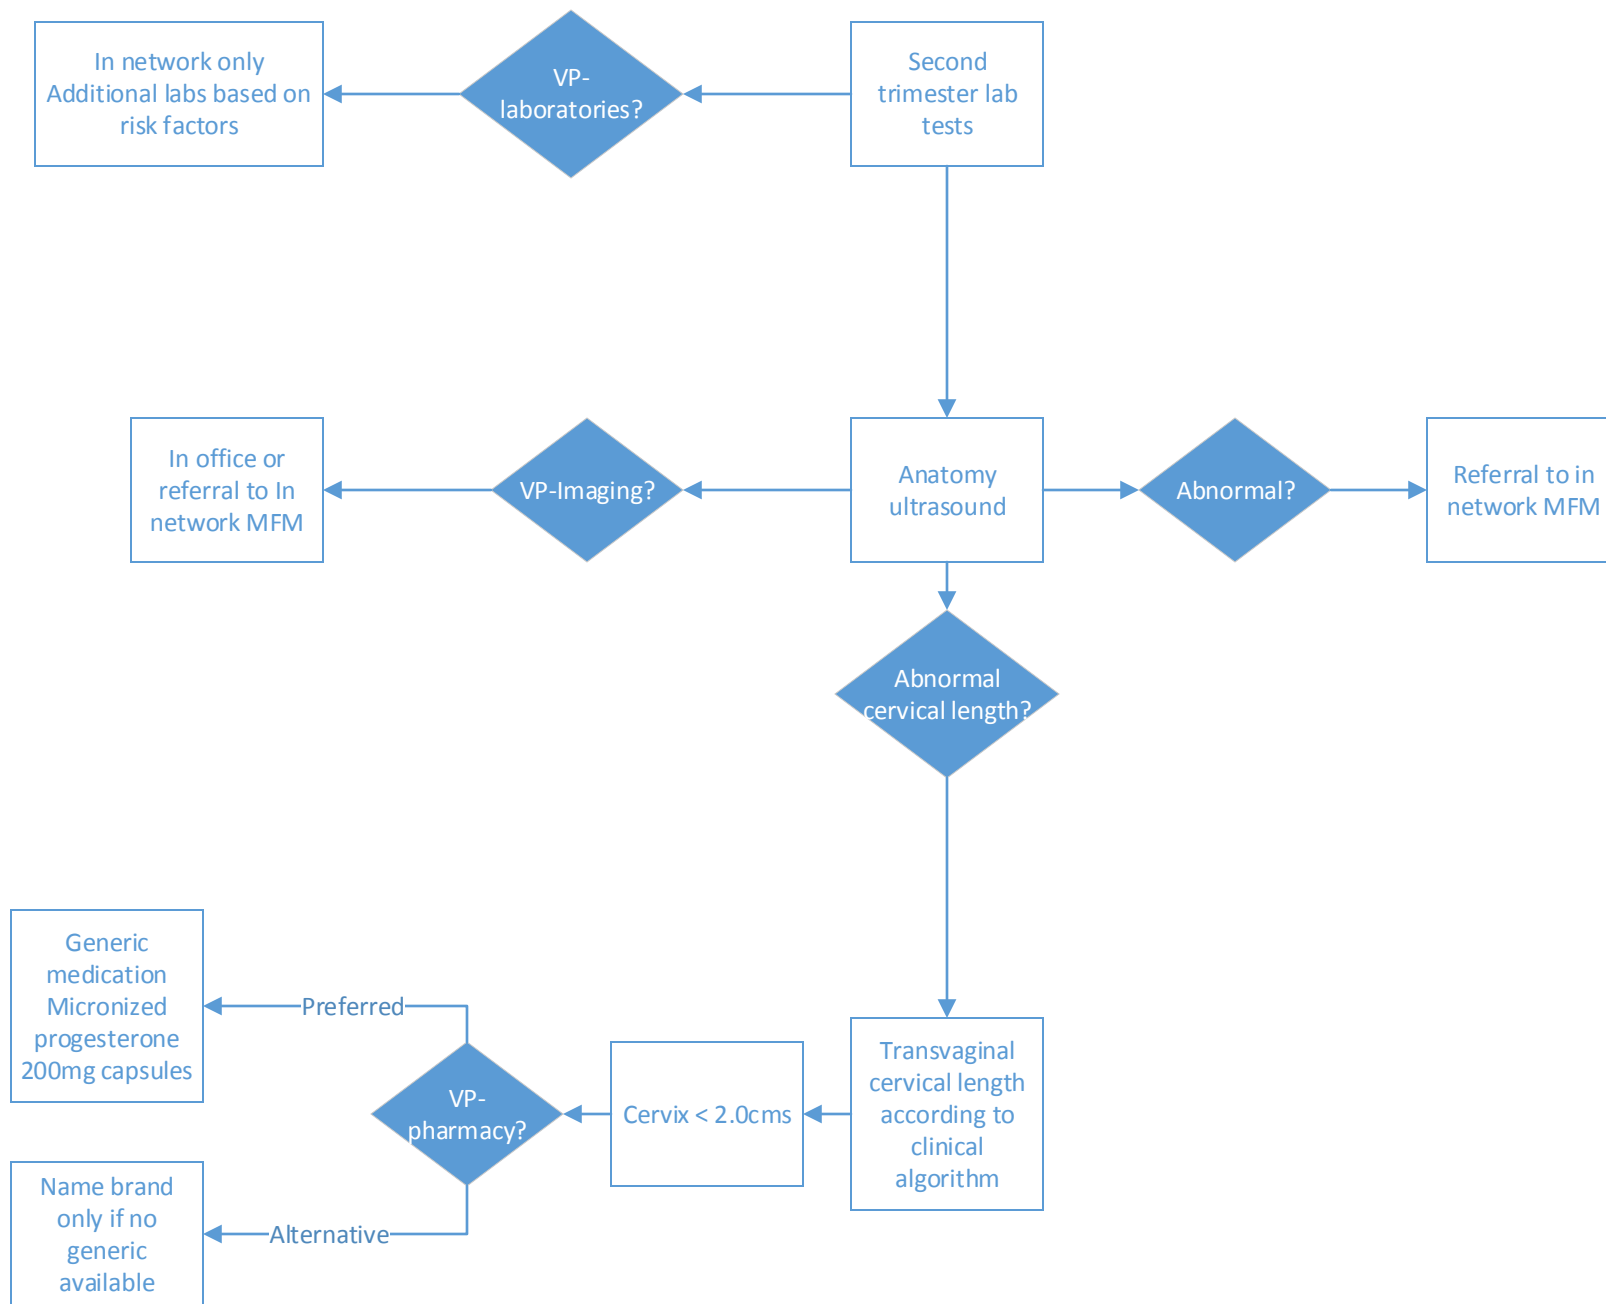 In network only
Additional labs based on
risk factors
VP-
laboratories?
Second
trimester lab
tests
In office or
referral to In
network MFM
VP-Imaging?
Anatomy
ultrasound
Abnormal?
Referral to in
network MFM
Abnormal
cervical length?
Generic
medication
Micronized
progesterone
200mg capsules
Preferred
VP-
pharmacy?
Cervix < 2.0cms
Transvaginal
cervical length
according to
clinical
algorithm
Name brand
only if no
generic
available
Alternative